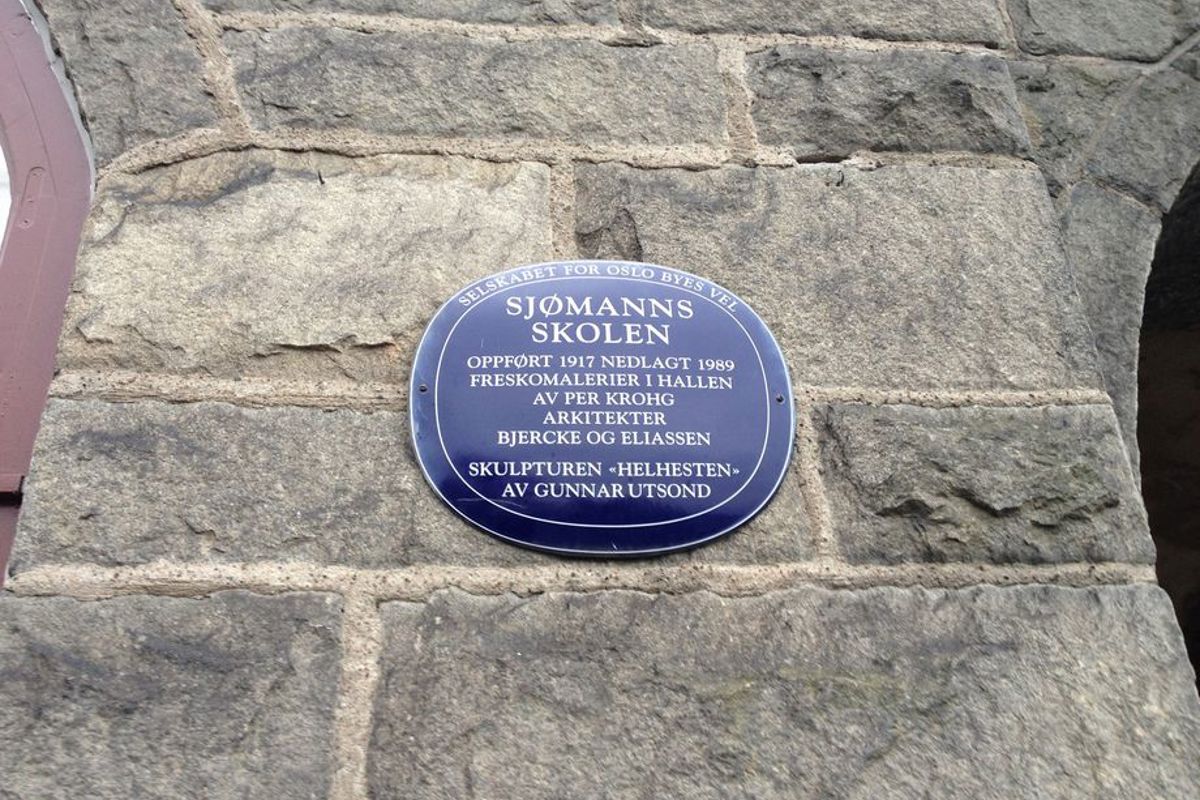 SELSKABET FOR OSLO BYES VEL
SJØMANNS
SKOLEN
OPPFØRT 1917 NEDLAGT 1989
FRESKOMALERIER I HALLEN
AV PER KROHG
ARKITEKTER
BJERCKE OG ELIASSEN
SKULPTUREN «HELHESTEN»
AV GUNNAR UTSOND